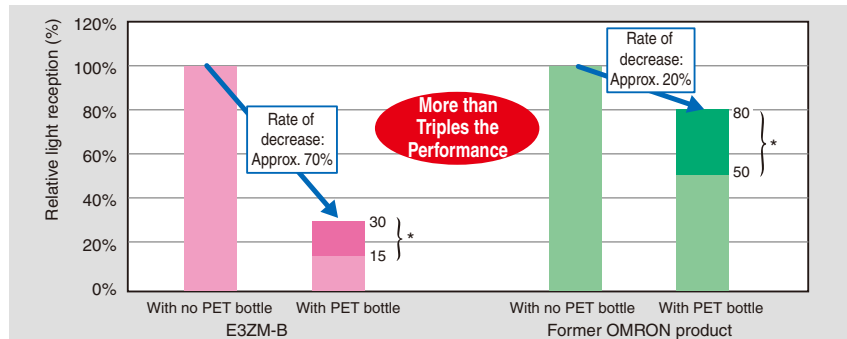 Relative light reception (%)
120%
100%
80%
60%
40%
20%
0%
Rate of
decrease:
Approx. 70%
30
15
*
More than
Triples the
Performance
Rate of
decrease:
Approx. 20%
80
50
*
With no PET bottle
With PET bottle
With no PET bottle
With PET bottle
E3ZM-B
Former OMRON product